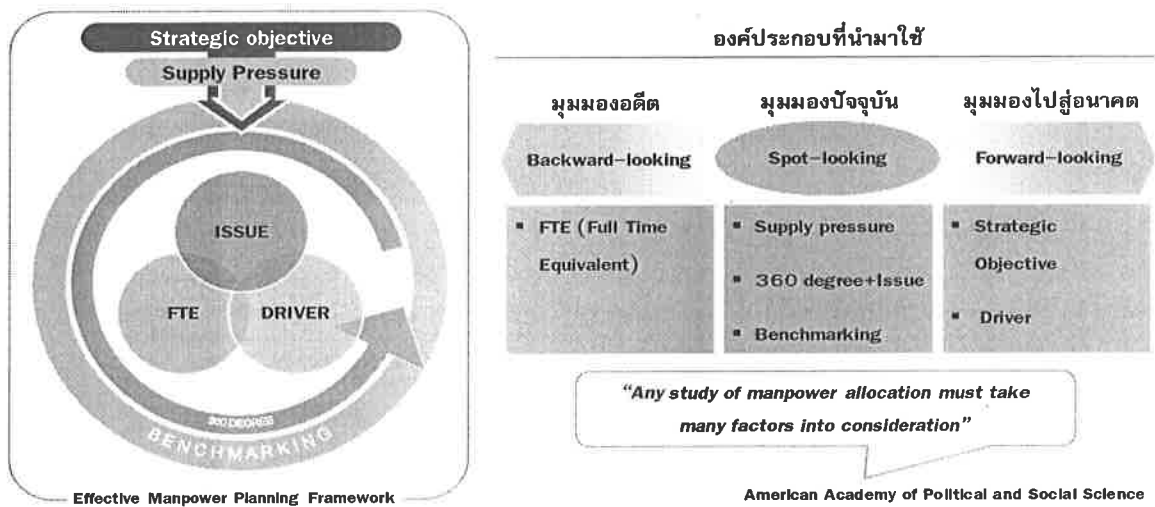 Strategic objective
Supply Pressure
ISSUE
FTE
DRIVER
360 DEGREE
BENCHMARKING
Effective Manpower Planning Framework
องค์ประกอบที่นำมาใช้
มุมมองอดีต
มุมมองปัจจุบัน
มุมมองไปสู่อนาคต
Backward-looking
Spot-looking
Forward-looking
▪ FTE (Full Time
Equivalent)
▪ Supply pressure
▪ 360 degree+Issue
▪ Benchmarking
▪ Strategic
Objective
▪ Driver
"Any study of manpower allocation must take
many factors into consideration"
American Academy of Political and Social Science